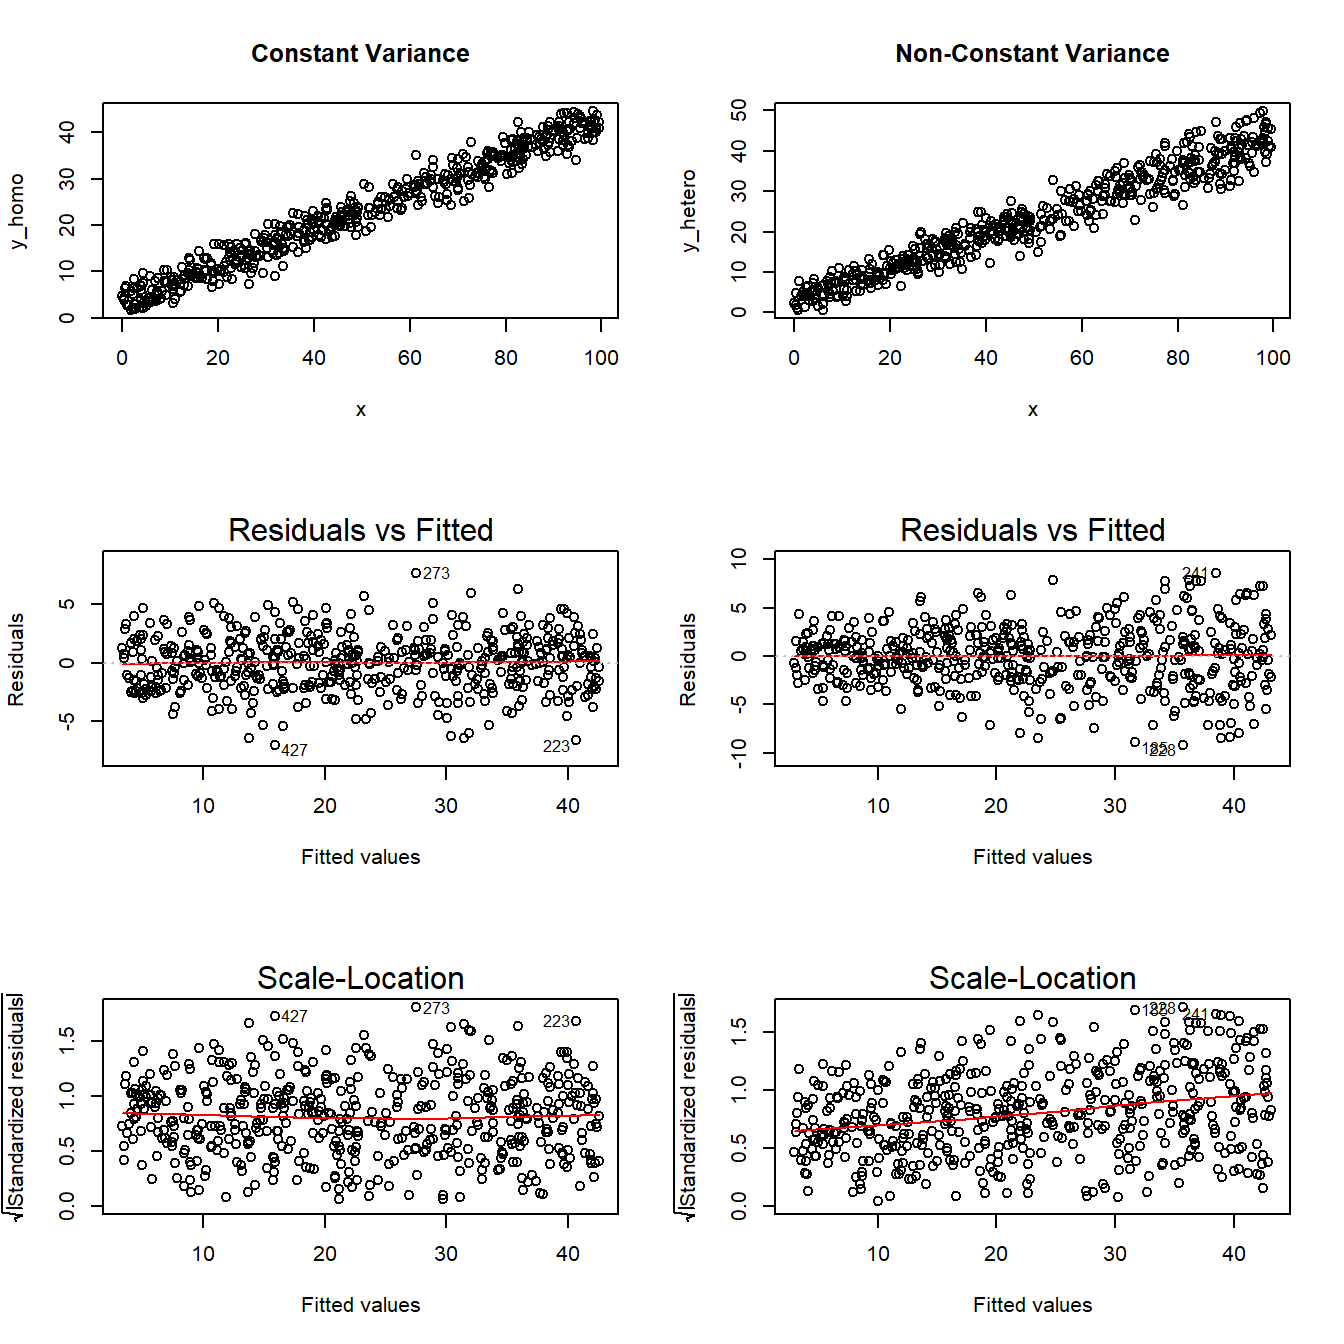 Constant Variance
y_homo
0 10 20 30 40
0 20 40 60 80 100
x
Non-Constant Variance
y_hetero
0 10 20 30 40 50
0 20 40 60 80 100
x
Residuals vs Fitted
Residuals
-5 0 5
273
427
223
10 20 30 40
Fitted values
Residuals vs Fitted
Residuals
-10 -5 0 5 10
241
185
228
10 20 30 40
Fitted values
Scale-Location
√|Standardized residuals|
0.0 0.5 1.0 1.5
427
273
223
10 20 30 40
Fitted values
Scale-Location
√|Standardized residuals|
0.0 0.5 1.0 1.5
185
228
241
10 20 30 40
Fitted values